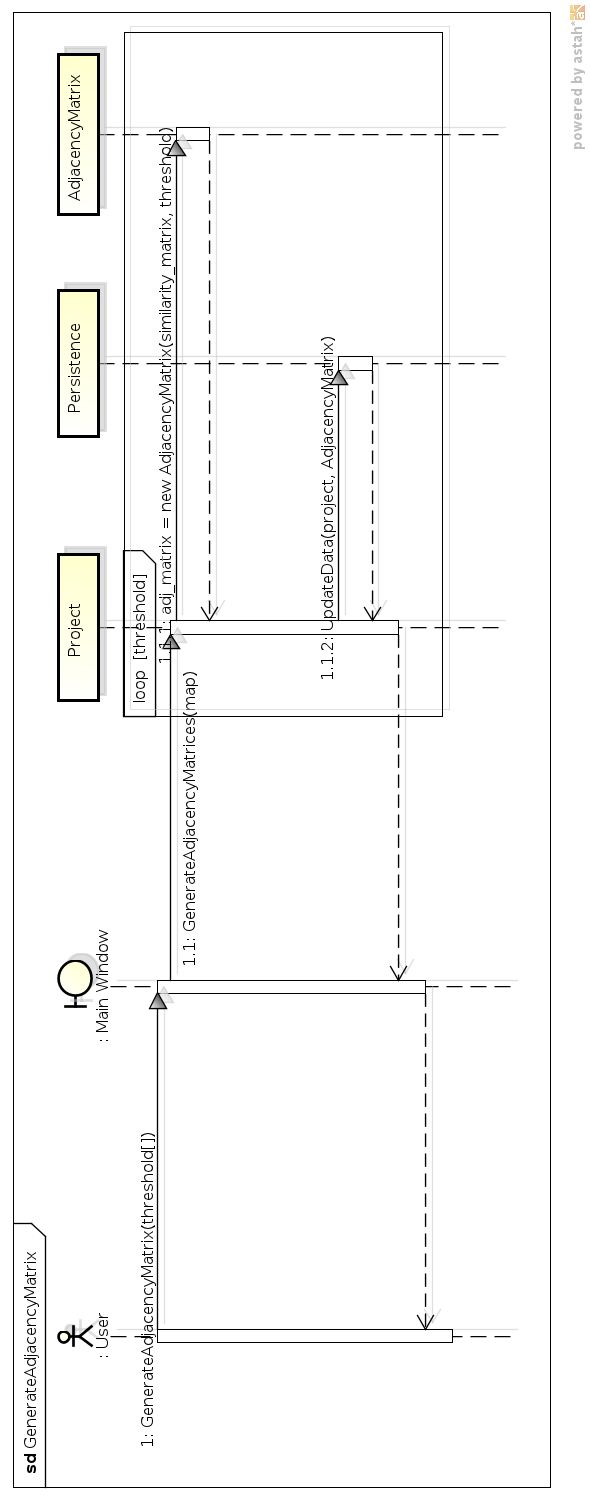 sd GenerateAdjacencyMatrix
: User
: Main Window
Project
Persistence
AdjacencyMatrix
loop [threshold]
1: GenerateAdjacencyMatrix(threshold[])
1.1: GenerateAdjacencyMatrices(map)
1.1.1: adj_matrix = new AdjacencyMatrix(similarity_matrix, threshold)
1.1.2: UpdateData(project, AdjacencyMatrix)
powered by astah*